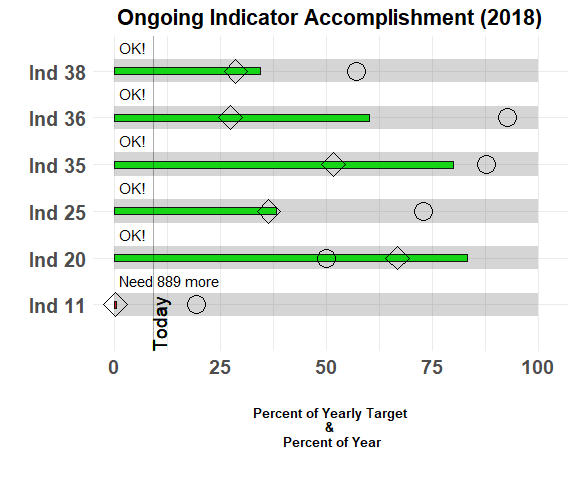 Ongoing Indicator Accomplishment (2018)
OK!
Ind 38
OK!
Ind 36
OK!
Ind 35
OK!
Ind 25
OK!
Ind 20
Need 889 more
Ind 11
Today
0 25 50 75 100
Percent of Yearly Target
&
Percent of Year